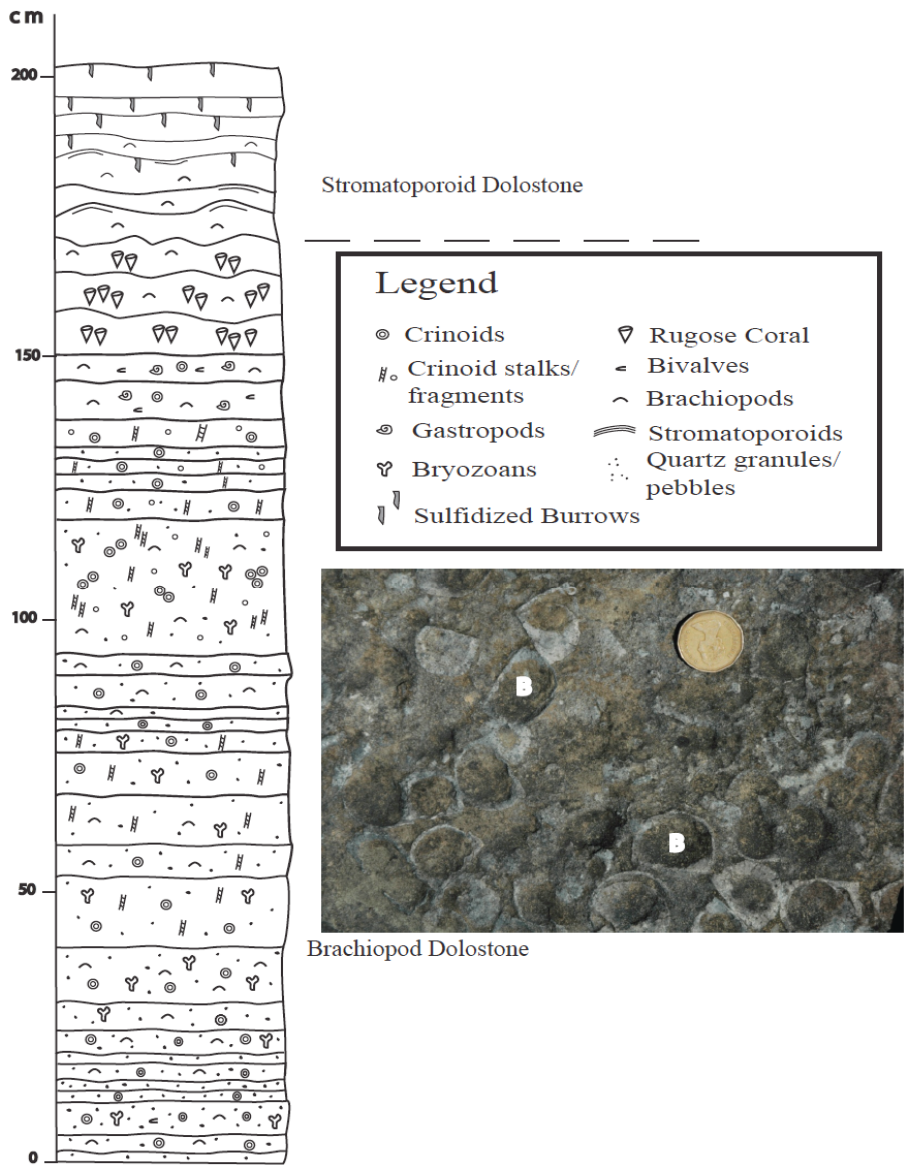 cm
200
150
100
50
0
Stromatoporoid Dolostone
Legend
Crinoids
Crinoid stalks/
fragments
Gastropods
Bryozoans
Sulfidized Burrows
Rugose Coral
Bivalves
Brachiopods
Stromatoporoids
Quartz granules/
pebbles
B
B
Brachiopod Dolostone